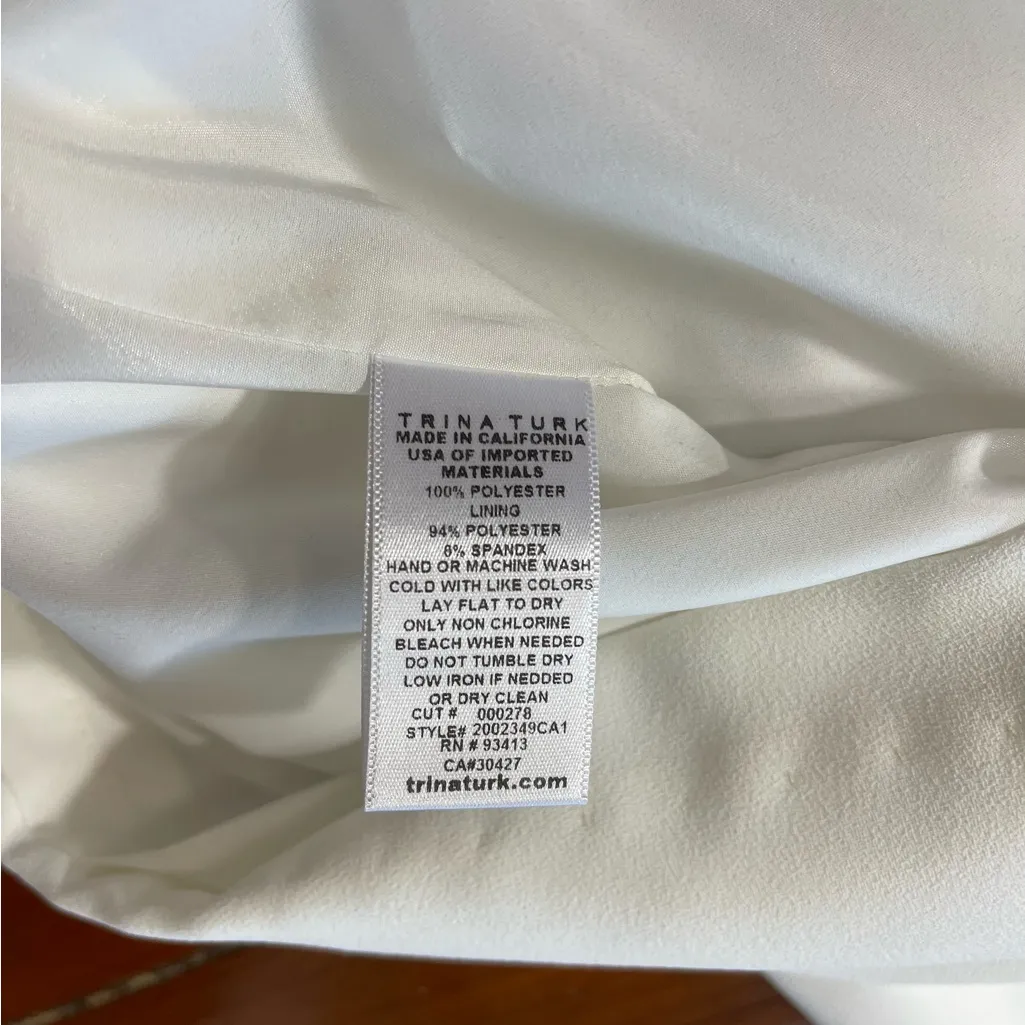 TRINA TURK
MADE IN CALIFORNIA
USA OF IMPORTED
MATERIALS
100% POLYESTER
LINING
94% POLYESTER
6% SPANDEX
HAND OR MACHINE WASH
COLD WITH LIKE COLORS
LAY FLAT TO DRY
ONLY NON CHLORINE
BLEACH WHEN NEEDED
DO NOT TUMBLE DRY
LOW IRON IF NEDDED
OR DRY CLEAN
CUT # 000278
STYLE# 2002349CA1
RN # 93413
CA#30427
trinaturk.com